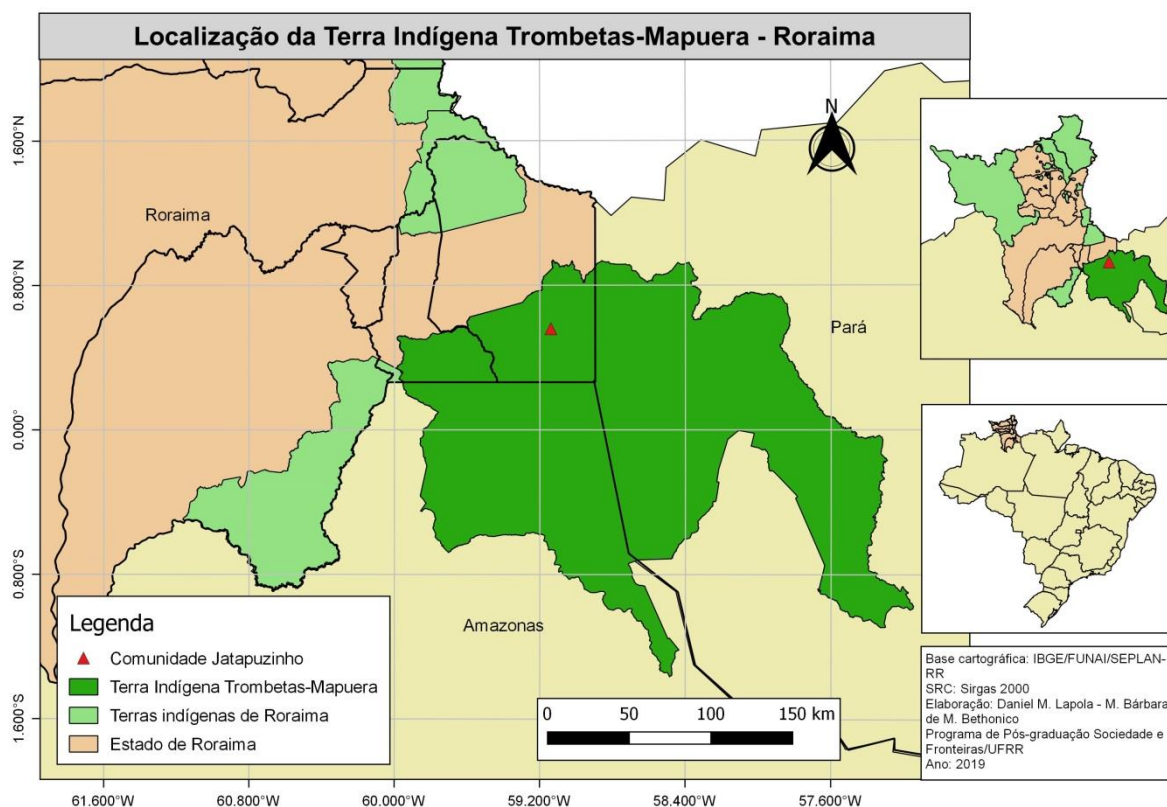 Localização da Terra Indígena Trombetas-Mapuera - Roraima
N
1.600°N
0.800°N
0.000°
0.800°S
1.600°S
Roraima
Pará
Amazonas
Legenda
Comunidade Jatapuzinho
Terra Indígena Trombetas-Mapuera
Terras indígenas de Roraima
Estado de Roraima
0 50 100 150 km
61.600°W 60.800°W 60.000°W 59.200°W 58.400°W 57.600°W
Base cartográfica: IBGE/FUNAI/SEPLAN-
RR
SRC: Sirgas 2000
Elaboração: Daniel M. Lapola - M. Bárbara
de M. Bethonico
Programa de Pós-graduação Sociedade e
Fronteiras/UFRR
Ano: 2019